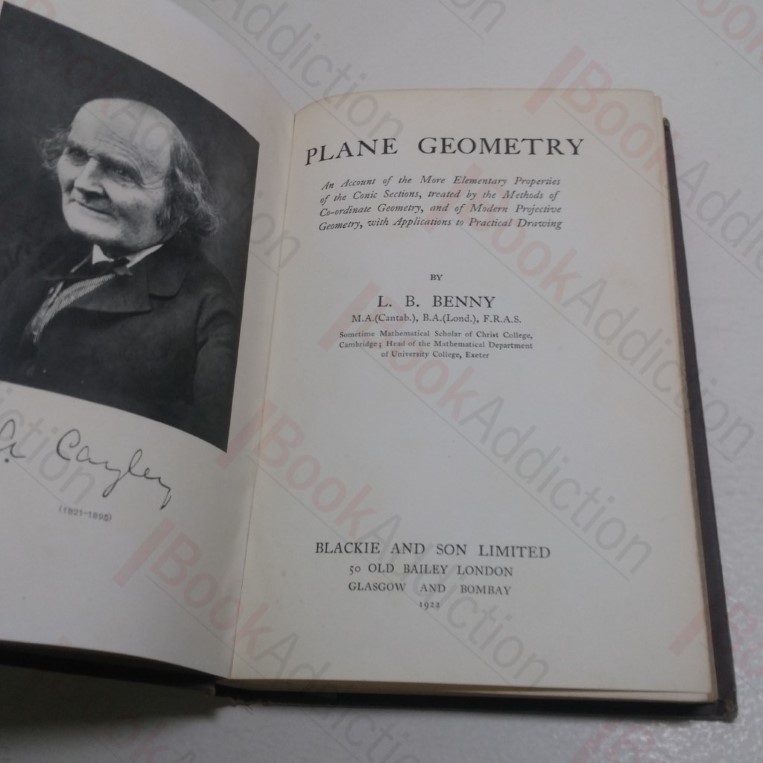 A. Cayley
(1821-1895)
PLANE GEOMETRY
An Account of the More Elementary Properties
of the Conic Sections, treated by the Methods of
Co-ordinate Geometry, and of Modern Projective
Geometry, with Applications to Practical Drawing
BY
L. B. BENNY
M.A.(Cantab.), B.A.(Lond.), F.R.A.S.
Sometime Mathematical Scholar of Christ College,
Cambridge; Head of the Mathematical Department
of University College, Exeter
BLACKIE AND SON LIMITED
50 OLD BAILEY LONDON
GLASGOW AND BOMBAY
1922
BookAddiction